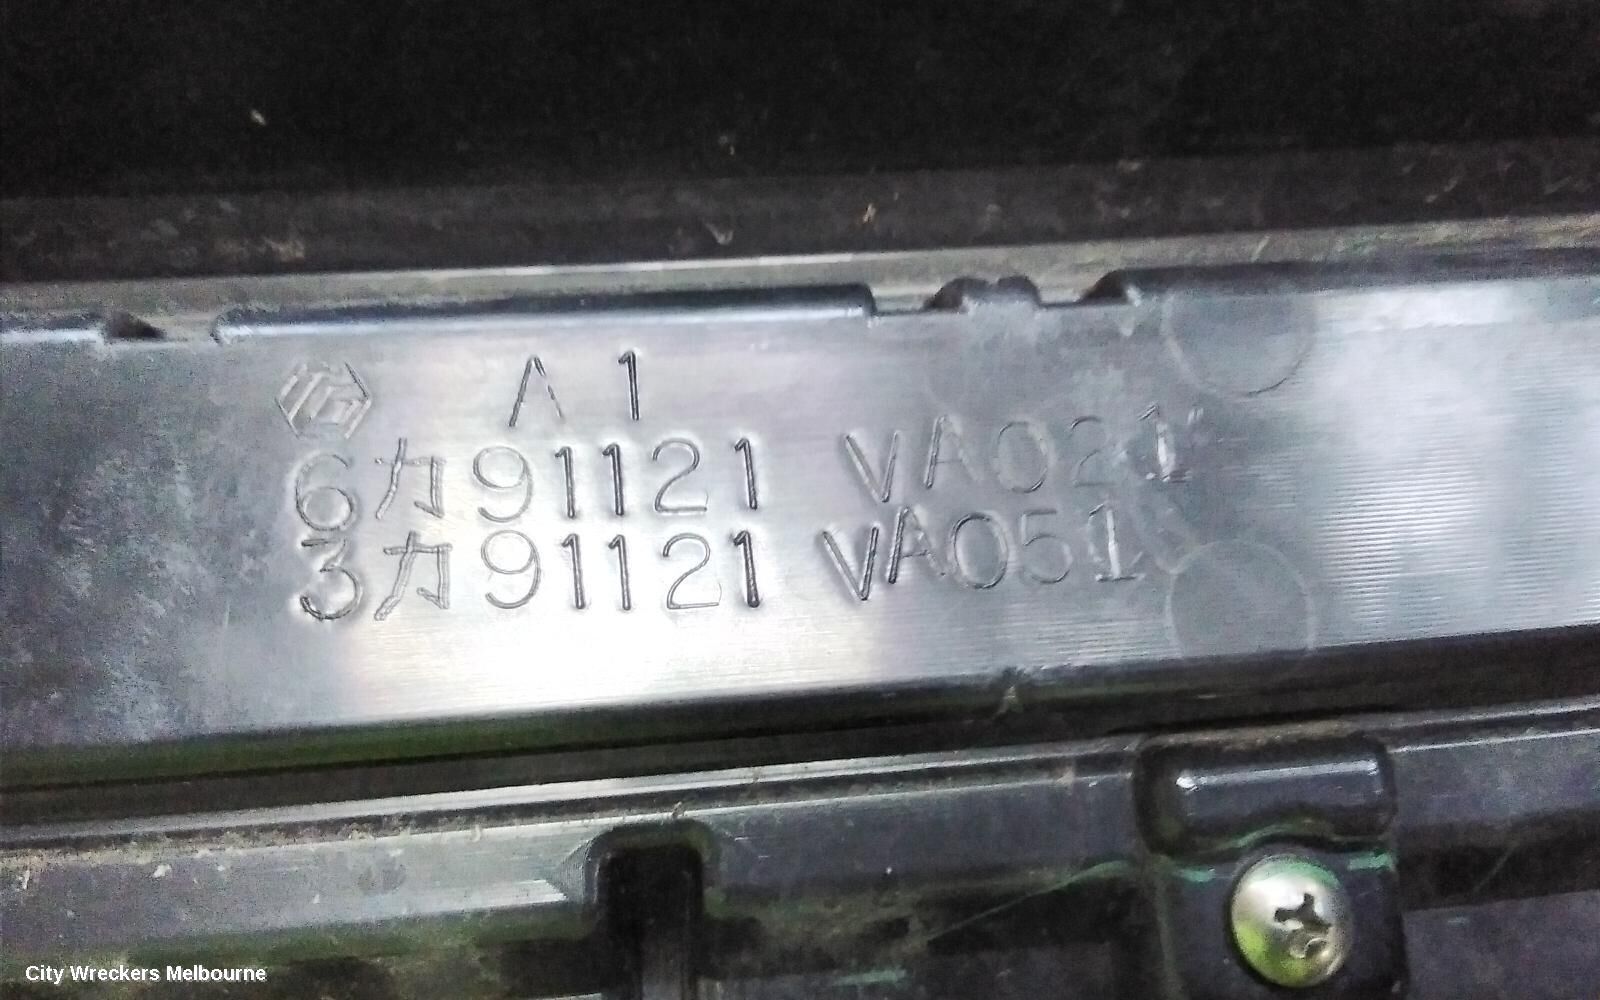 A 1
6カ91121 VA021
3カ91121 VA051
City Wreckers Melbourne